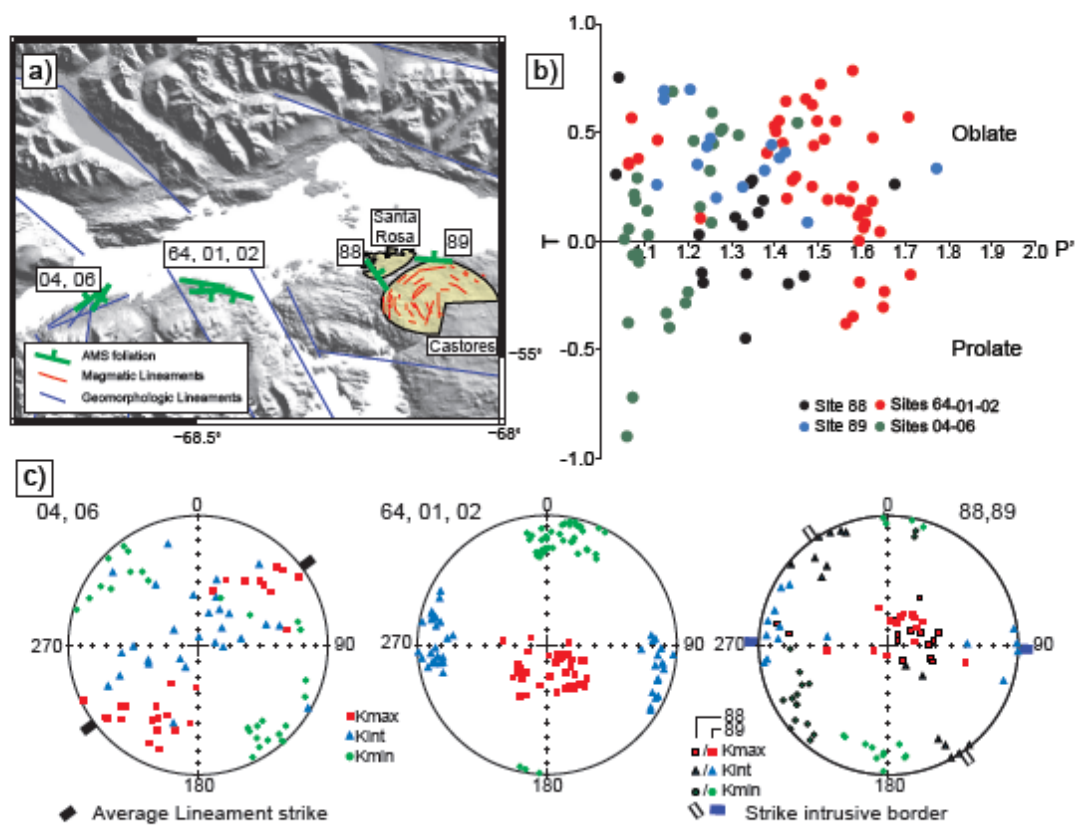 a)
Santa
Rosa
88
89
64, 01, 02
04, 06
Castores
AMS foliation
Magmatic Lineaments
Geomorphologic Lineaments
−55°
−68.5°
−68°
b)
1.0
0.5
0.0
−0.5
−1.0
T
1.1
1.2
1.3
1.4
1.5
1.6
1.7
1.8
1.9
2.0
P'
Oblate
Prolate
Site 88
Sites 64-01-02
Site 89
Sites 04-06
c)
04, 06
0
90
180
270
Kmax
Kint
Kmin
64, 01, 02
0
90
180
270
88,89
0
90
180
270
88
89
/ Kmax
/ Kint
/ Kmin
Average Lineament strike
Strike intrusive border